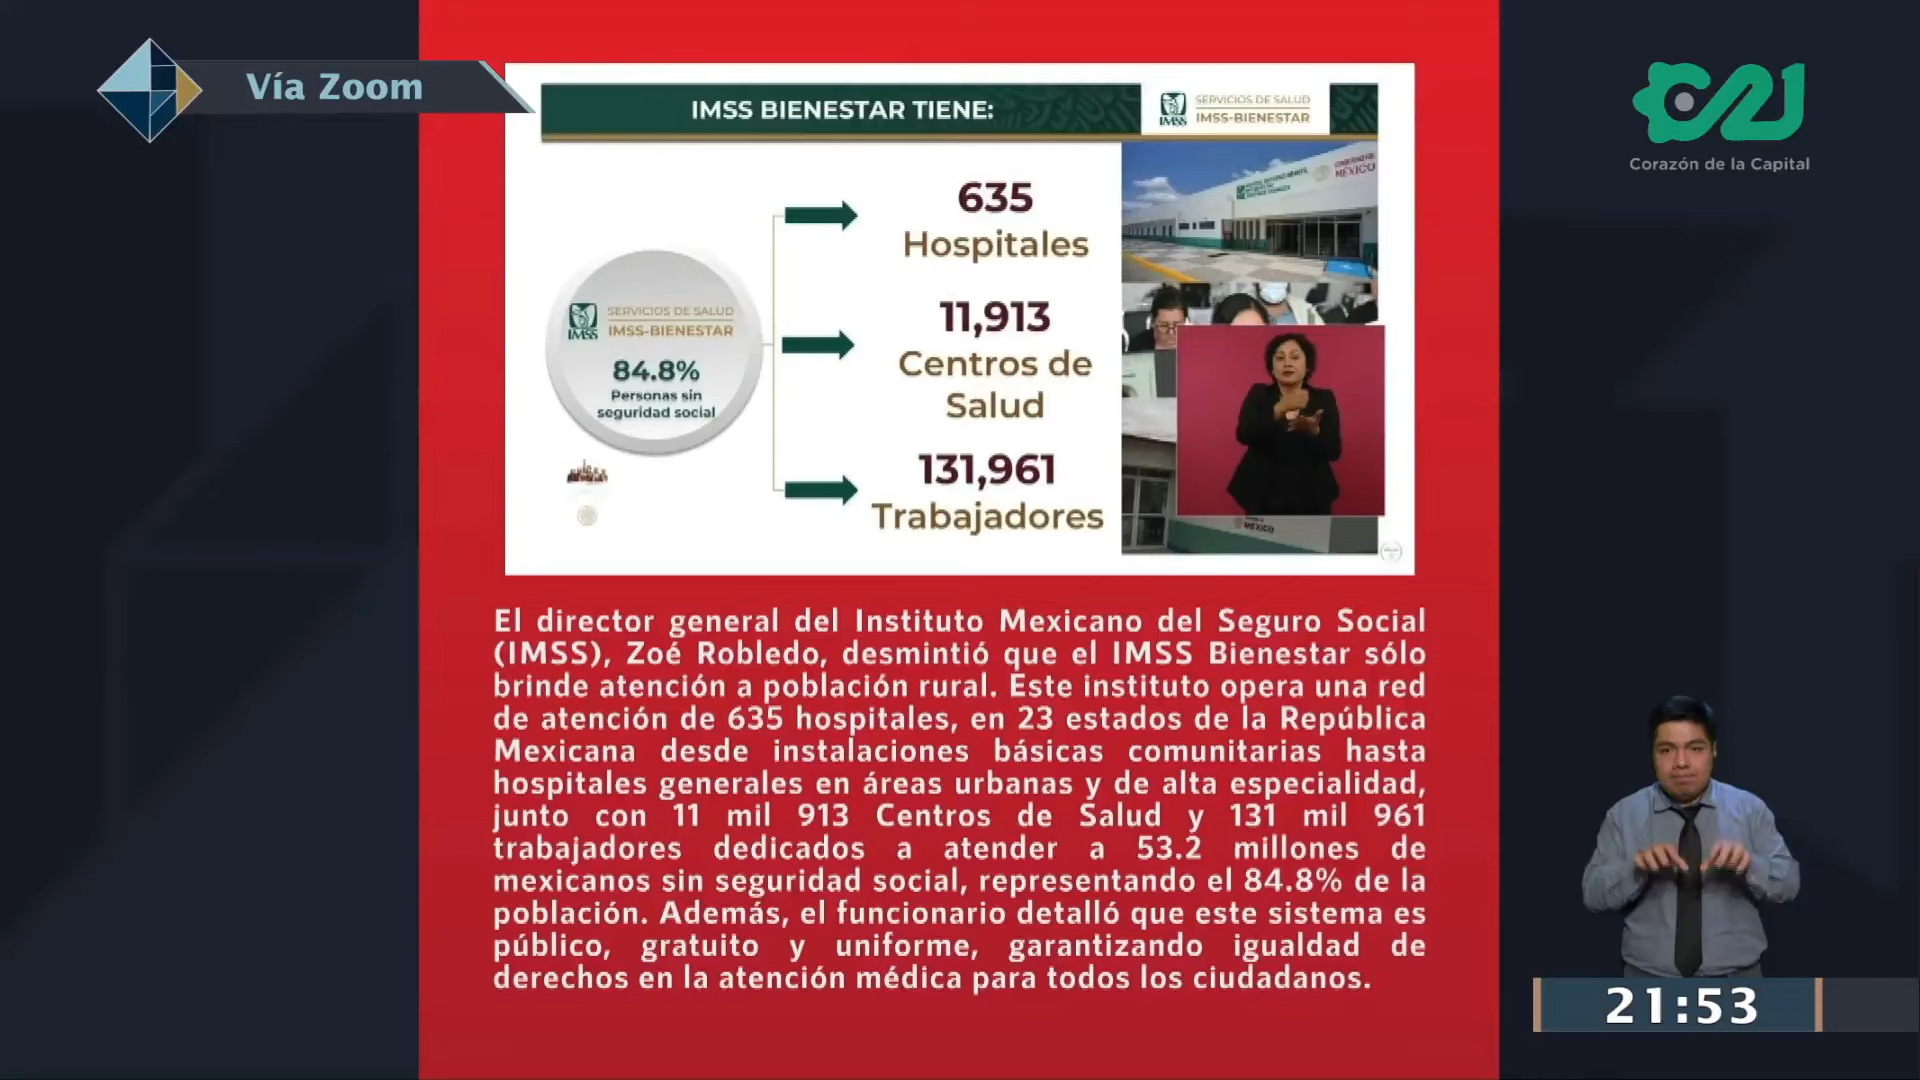 Vía Zoom
Corazón de la Capital
IMSS BIENESTAR TIENE:
IMSS
SERVICIOS DE SALUD
IMSS-BIENESTAR
635
Hospitales
11,913
Centros de
Salud
131,961
Trabajadores
IMSS
SERVICIOS DE SALUD
IMSS-BIENESTAR
84.8%
Personas sin
seguridad social
MÉXICO
MÉXICO
El director general del Instituto Mexicano del Seguro Social
(IMSS), Zoé Robledo, desmintió que el IMSS Bienestar sólo
brinde atención a población rural. Este instituto opera una red
de atención de 635 hospitales, en 23 estados de la República
Mexicana desde instalaciones básicas comunitarias hasta
hospitales generales en áreas urbanas y de alta especialidad,
junto con 11 mil 913 Centros de Salud y 131 mil 961
trabajadores dedicados a atender a 53.2 millones de
mexicanos sin seguridad social, representando el 84.8% de la
población. Además, el funcionario detalló que este sistema es
público, gratuito y uniforme, garantizando igualdad de
derechos en la atención médica para todos los ciudadanos.
21:53